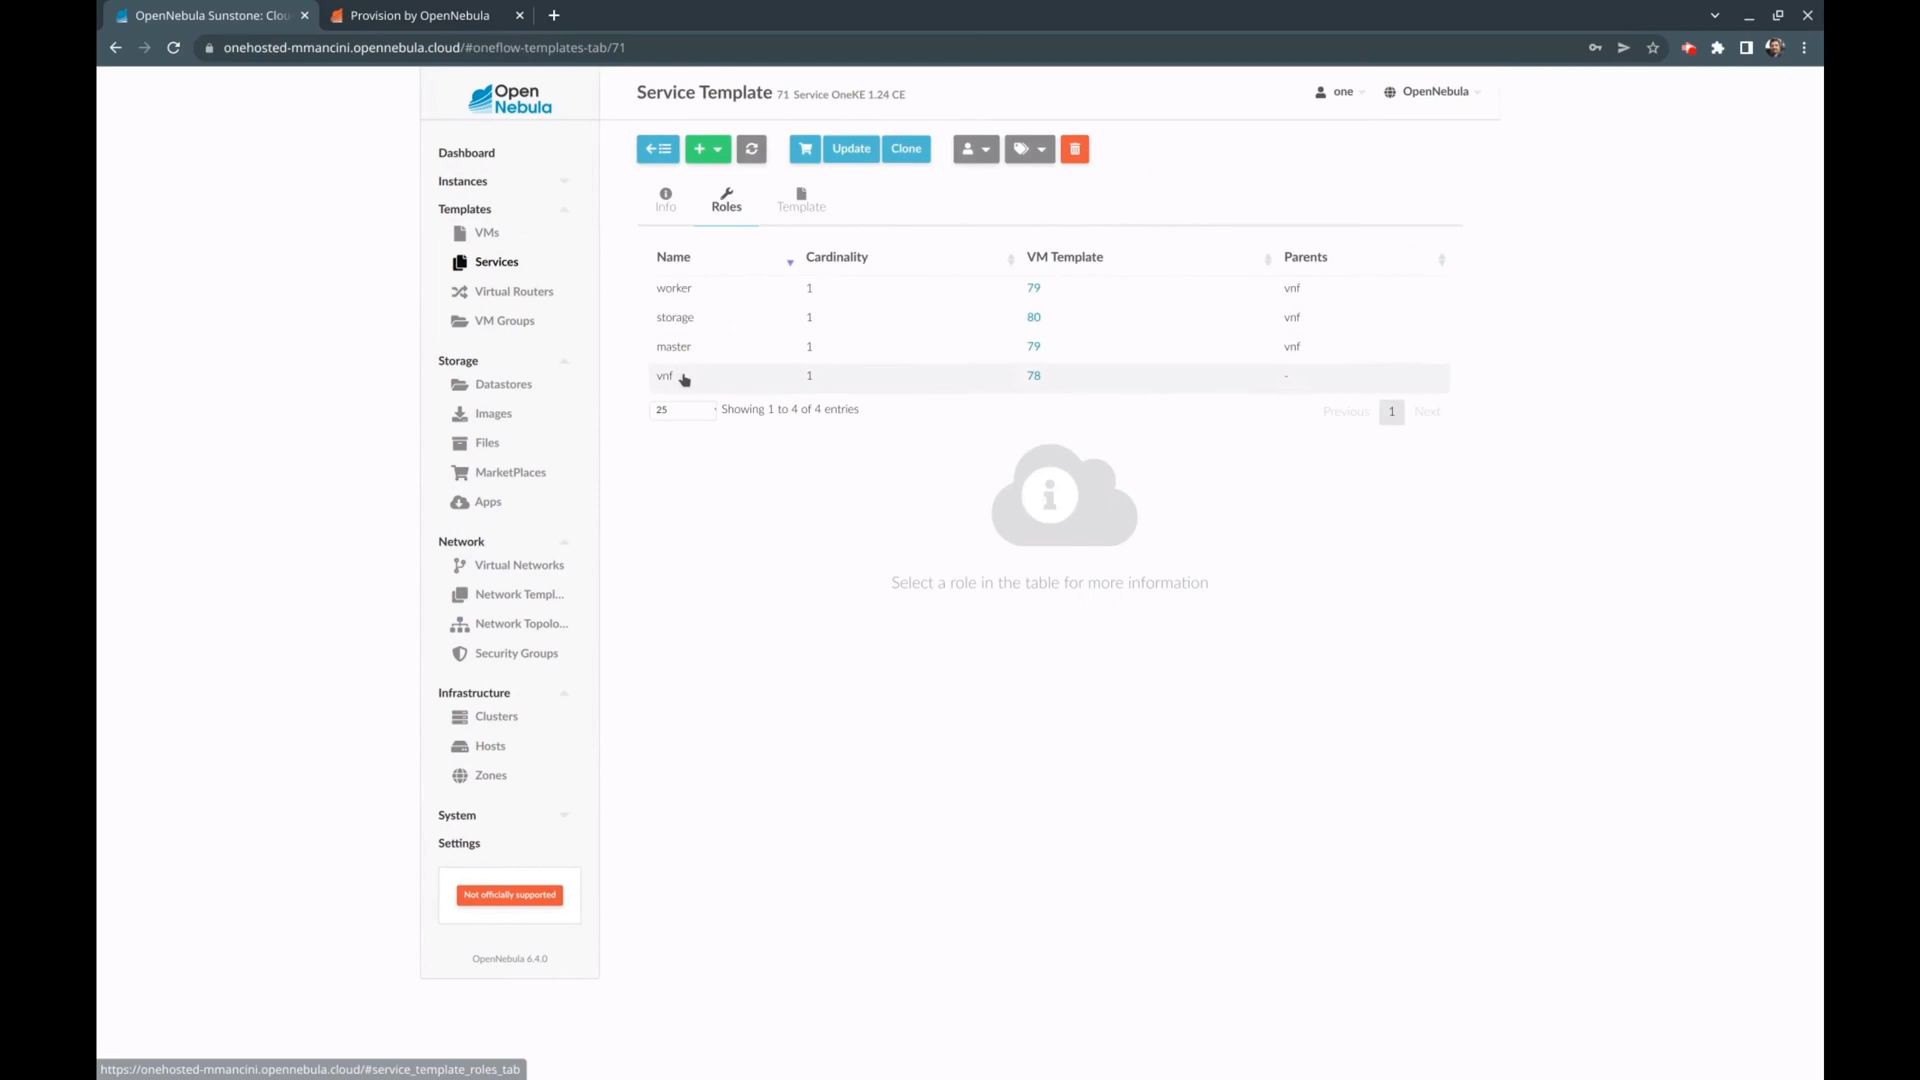 OpenNebula Sunstone: Clou
Provision by OpenNebula
onehosted-mmancini.opennebula.cloud/#oneflow-templates-tab/71
Open
Nebula
Service Template 71 Service OneKE 1.24 CE
one
OpenNebula
Update
Clone
Dashboard
Instances
Templates
VMs
Services
Virtual Routers
VM Groups
Storage
Datastores
Images
Files
MarketPlaces
Apps
Network
Virtual Networks
Network Templ...
Network Topolo...
Security Groups
Infrastructure
Clusters
Hosts
Zones
System
Settings
Not officially supported
OpenNebula 6.4.0
Info
Roles
Template
Name Cardinality VM Template Parents
worker 1 79 vnf
storage 1 80 vnf
master 1 79 vnf
vnf 1 78 -
25 Showing 1 to 4 of 4 entries
Previous 1 Next
Select a role in the table for more information
https://onehosted-mmancini.opennebula.cloud/#service_template_roles_tab